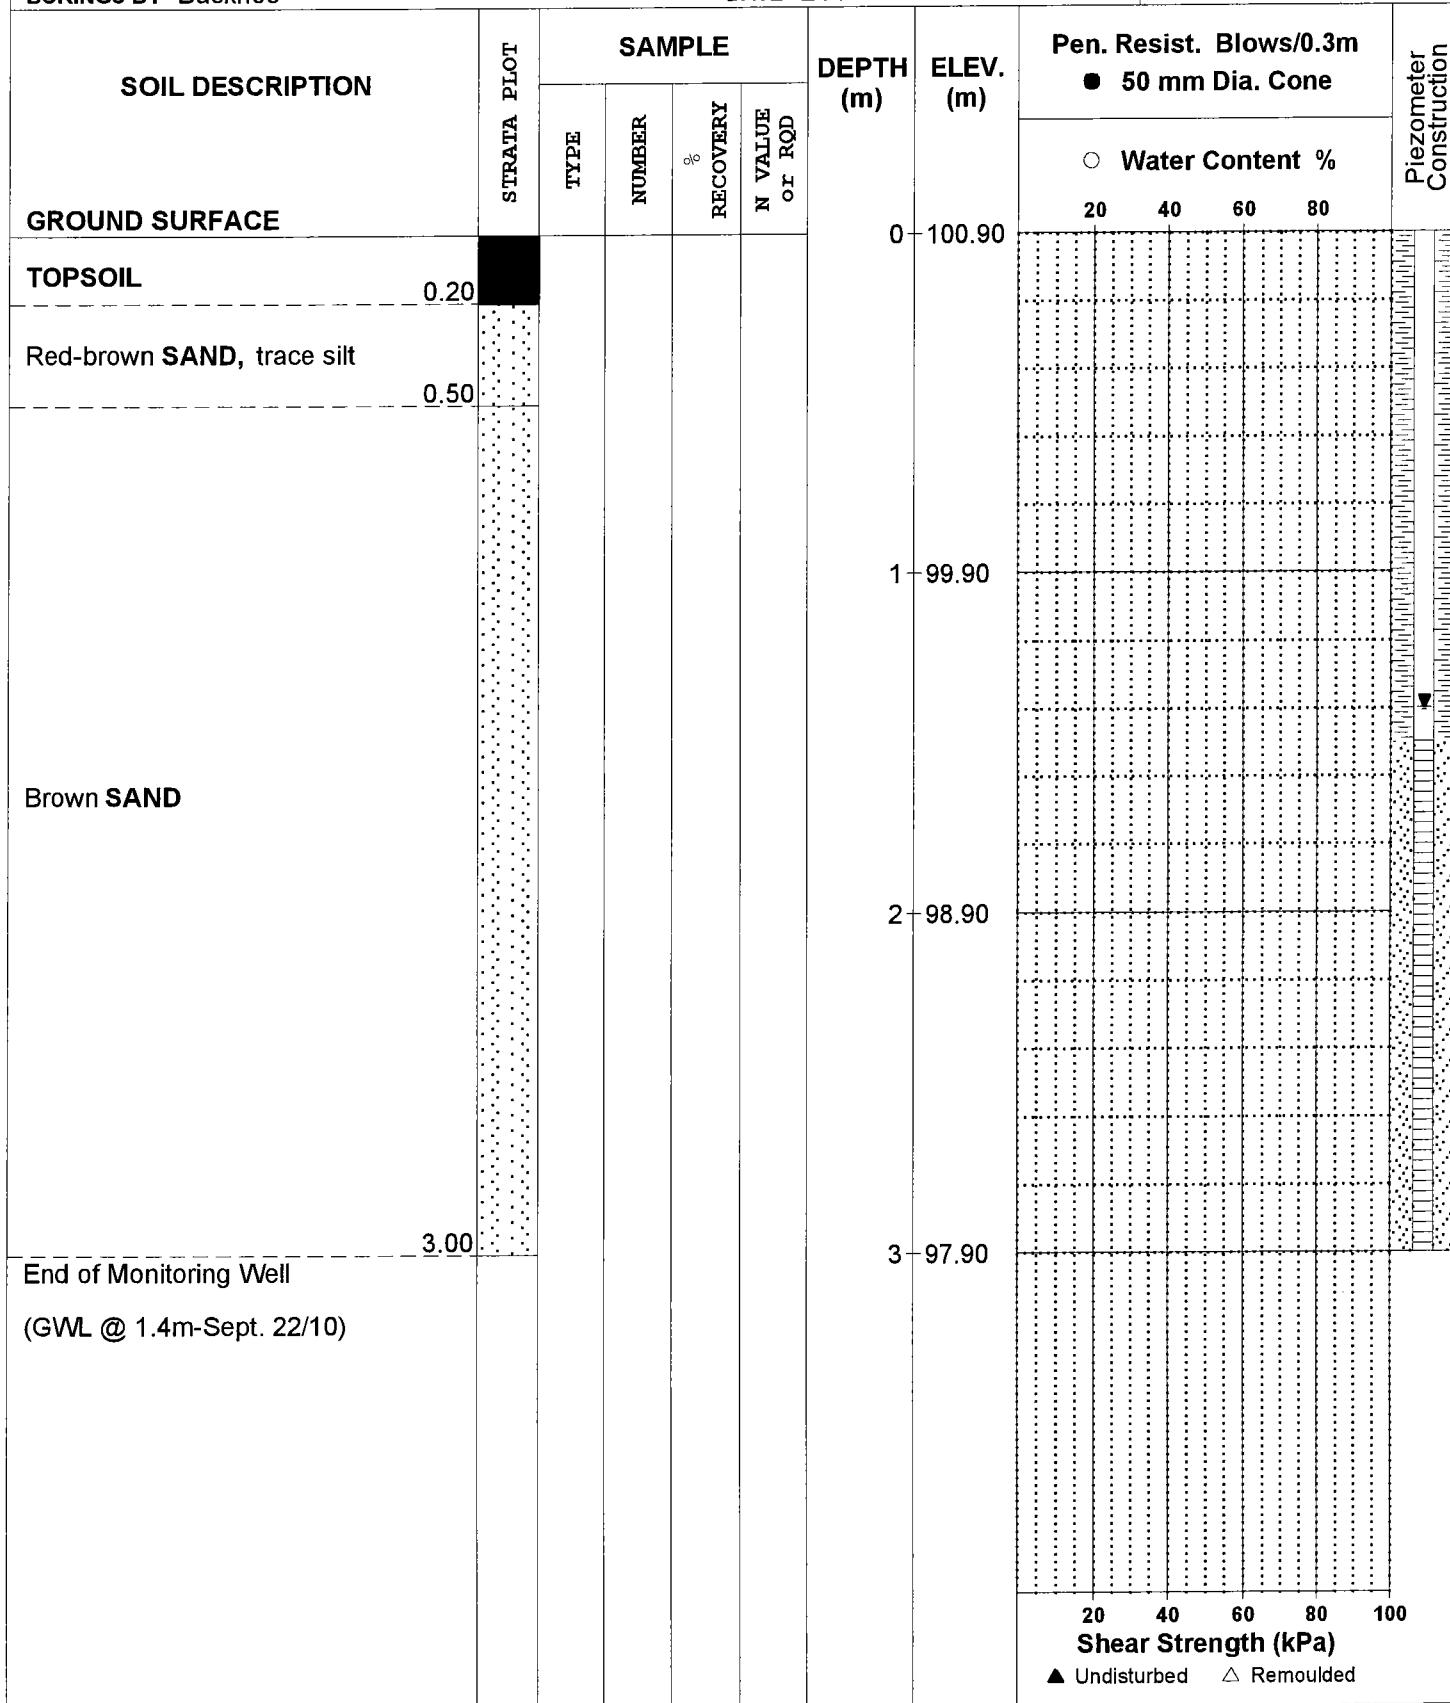 SOIL DESCRIPTION
STRATA PLOT
SAMPLE
TYPE
NUMBER
%
RECOVERY
N VALUE
or RQD
DEPTH
(m)
ELEV.
(m)
Pen. Resist. Blows/0.3m
● 50 mm Dia. Cone
○ Water Content %
20 40 60 80
Piezometer
Construction
GROUND SURFACE
0 100.90
TOPSOIL
0.20
Red-brown SAND, trace silt
0.50
1 99.90
Brown SAND
2 98.90
3.00
3 97.90
End of Monitoring Well
(GWL @ 1.4m-Sept. 22/10)
20 40 60 80 100
Shear Strength (kPa)
▲ Undisturbed △ Remoulded